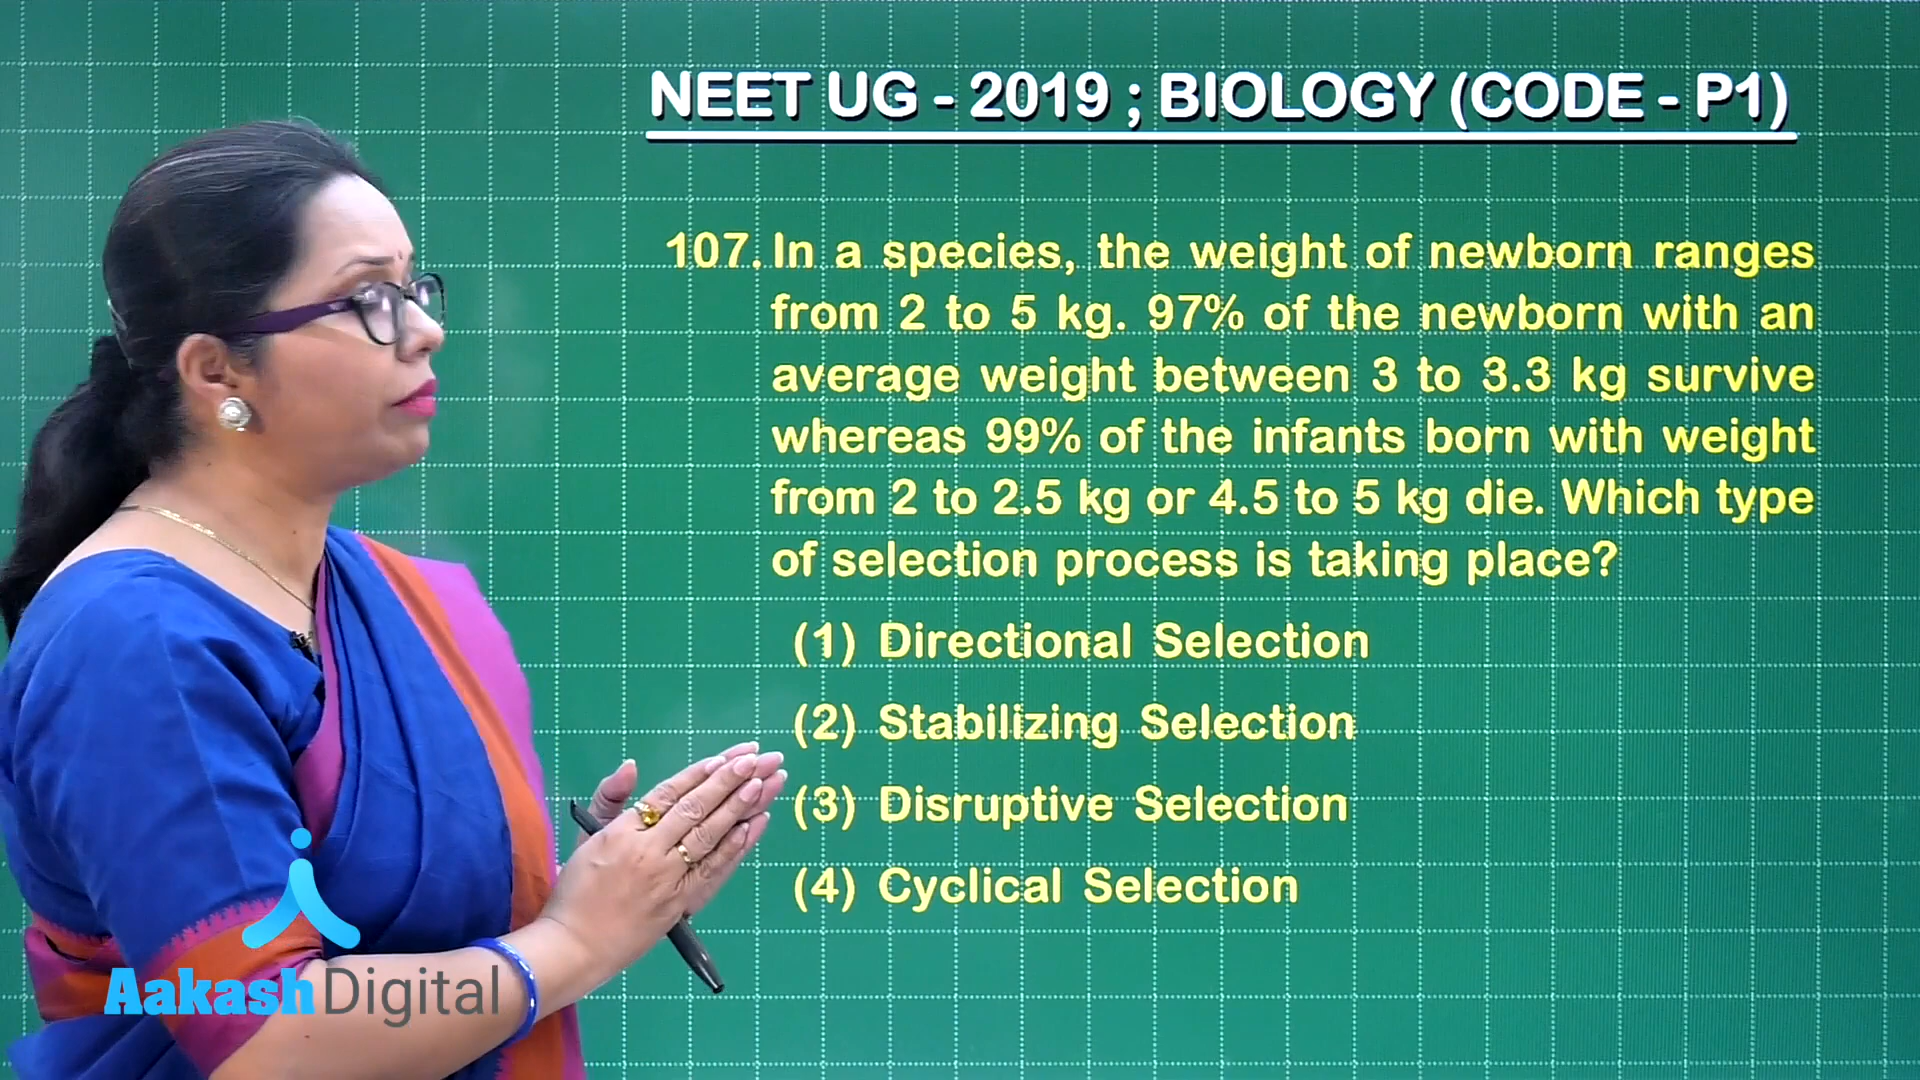 NEET UG - 2019 ; BIOLOGY (CODE - P1)
107. In a species, the weight of newborn ranges
from 2 to 5 kg. 97% of the newborn with an
average weight between 3 to 3.3 kg survive
whereas 99% of the infants born with weight
from 2 to 2.5 kg or 4.5 to 5 kg die. Which type
of selection process is taking place?
(1) Directional Selection
(2) Stabilizing Selection
(3) Disruptive Selection
(4) Cyclical Selection
Aakash Digital